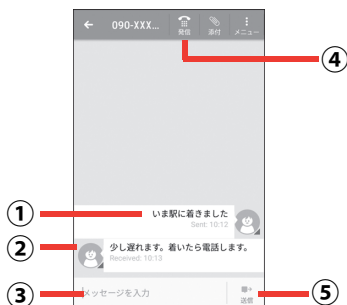 090-XXX...
発信
添付
メニュー
④
①
いま駅に着きました
Sent: 10:12
②
少し遅れます。着いたら電話します。
Received: 10:13
③
メッセージを入力
送信
⑤